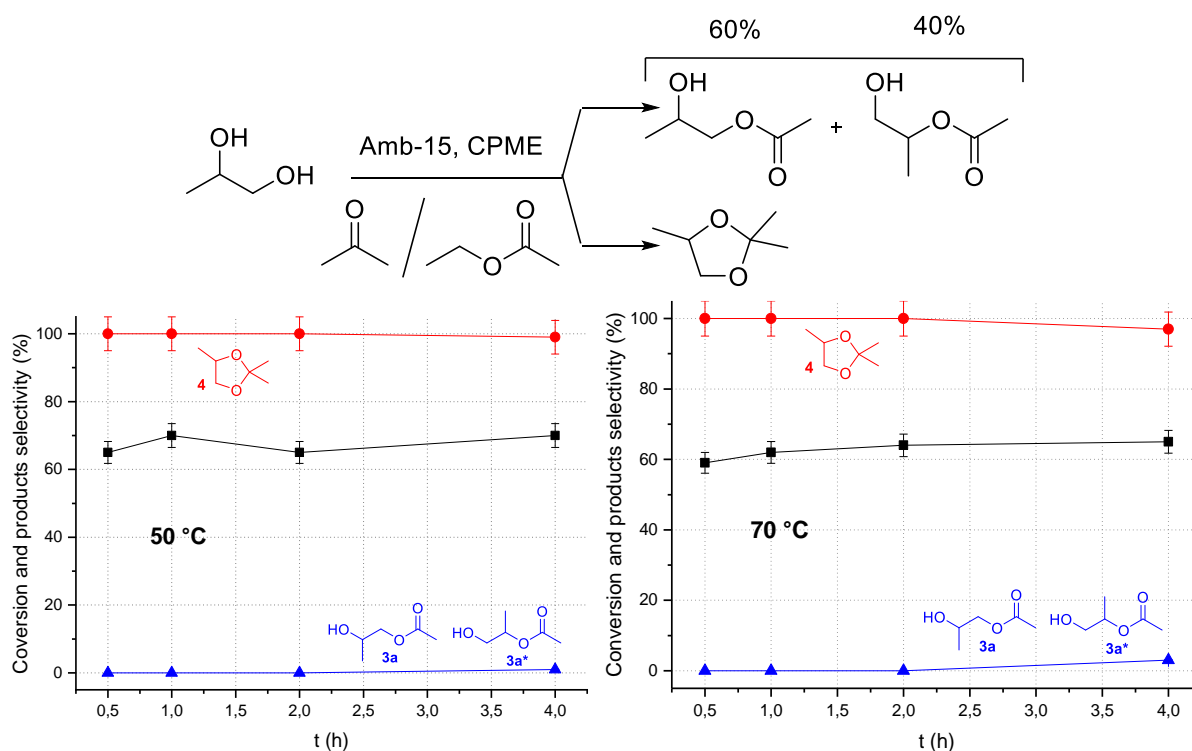 60% 40%
OH
OH
O
+
O
O
O
OH
OH
Amb-15, CPME
O
O
O
O
O
Coversion and products selectivity (%)
100
80
60
40
20
0
4
O
O
50 °C
HO
O
O
3a
HO
O
O
3a*
0,5 1,0 1,5 2,0 2,5 3,0 3,5 4,0
t (h)
Conversion and products selectivity (%)
100
80
60
40
20
0
4
O
O
70 °C
HO
O
O
3a
HO
O
O
3a*
0,5 1,0 1,5 2,0 2,5 3,0 3,5 4,0
t (h)